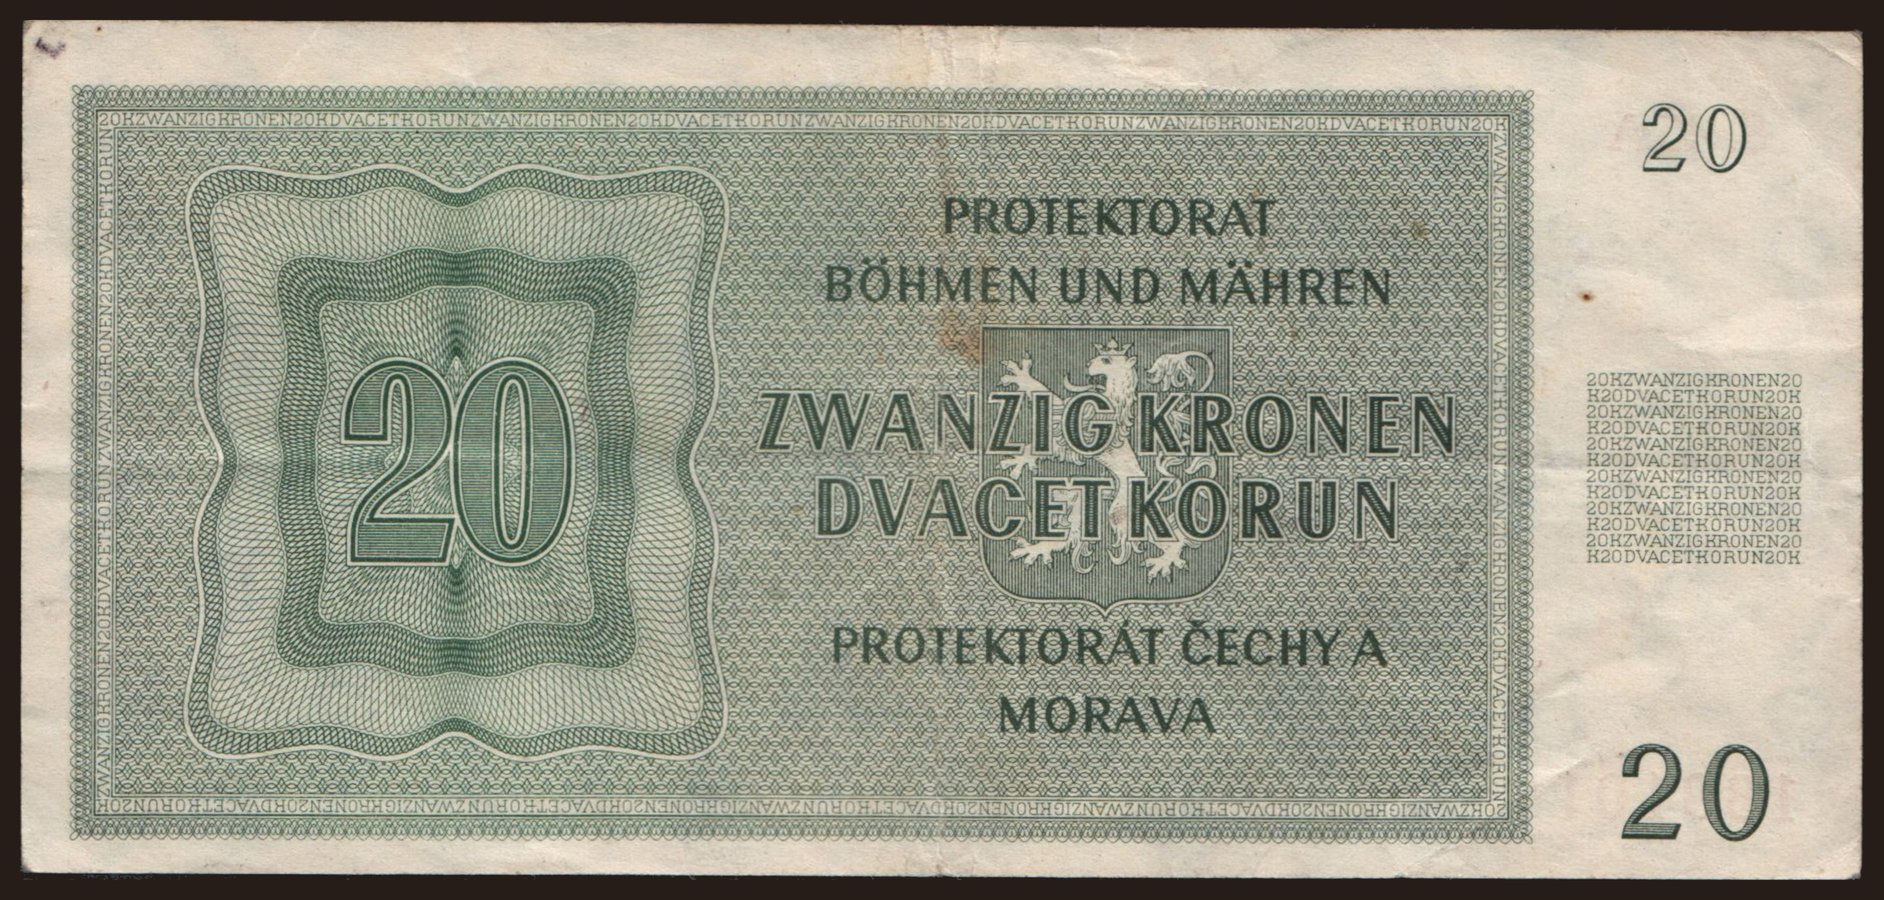 20KZWANZIGKRONEN20KDVACETKORUNZWANZIGKRONEN20KDVACETKORUNZWANZIGKRONEN20KDVACETKORUNZWANZIGKRONEN20KDVACETKORUN20K
20
PROTEKTORAT
BÖHMEN UND MÄHREN
20
ZWANZIG KRONEN
DVACET KORUN
PROTEKTORÁT ČECHY A
MORAVA
20KZWANZIGKRONEN20
K20DVACETKORUN20K
20KZWANZIGKRONEN20
K20DVACETKORUN20K
20KZWANZIGKRONEN20
K20DVACETKORUN20K
20KZWANZIGKRONEN20
K20DVACETKORUN20K
20KZWANZIGKRONEN20
K20DVACETKORUN20K
20KZWANZIGKRONEN20
K20DVACETKORUN20K
20